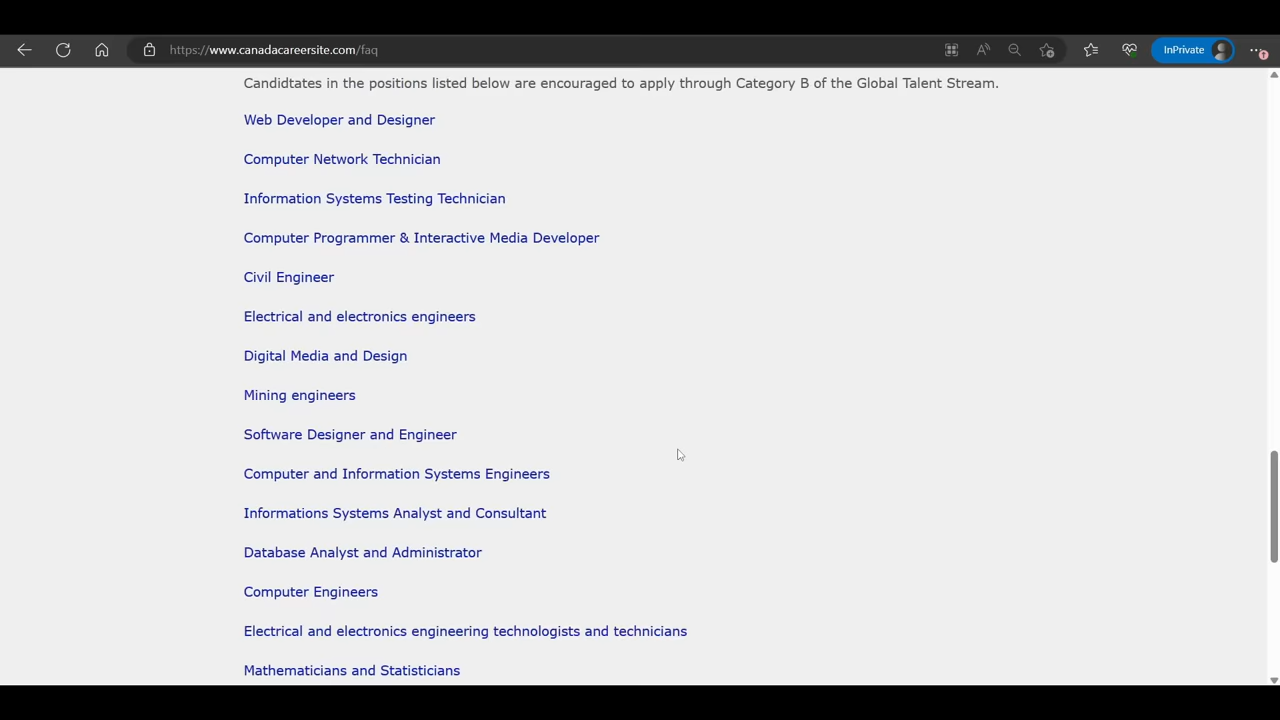 https://www.canadacareersite.com/faq
InPrivate
Candidtates in the positions listed below are encouraged to apply through Category B of the Global Talent Stream.
Web Developer and Designer
Computer Network Technician
Information Systems Testing Technician
Computer Programmer & Interactive Media Developer
Civil Engineer
Electrical and electronics engineers
Digital Media and Design
Mining engineers
Software Designer and Engineer
Computer and Information Systems Engineers
Informations Systems Analyst and Consultant
Database Analyst and Administrator
Computer Engineers
Electrical and electronics engineering technologists and technicians
Mathematicians and Statisticians